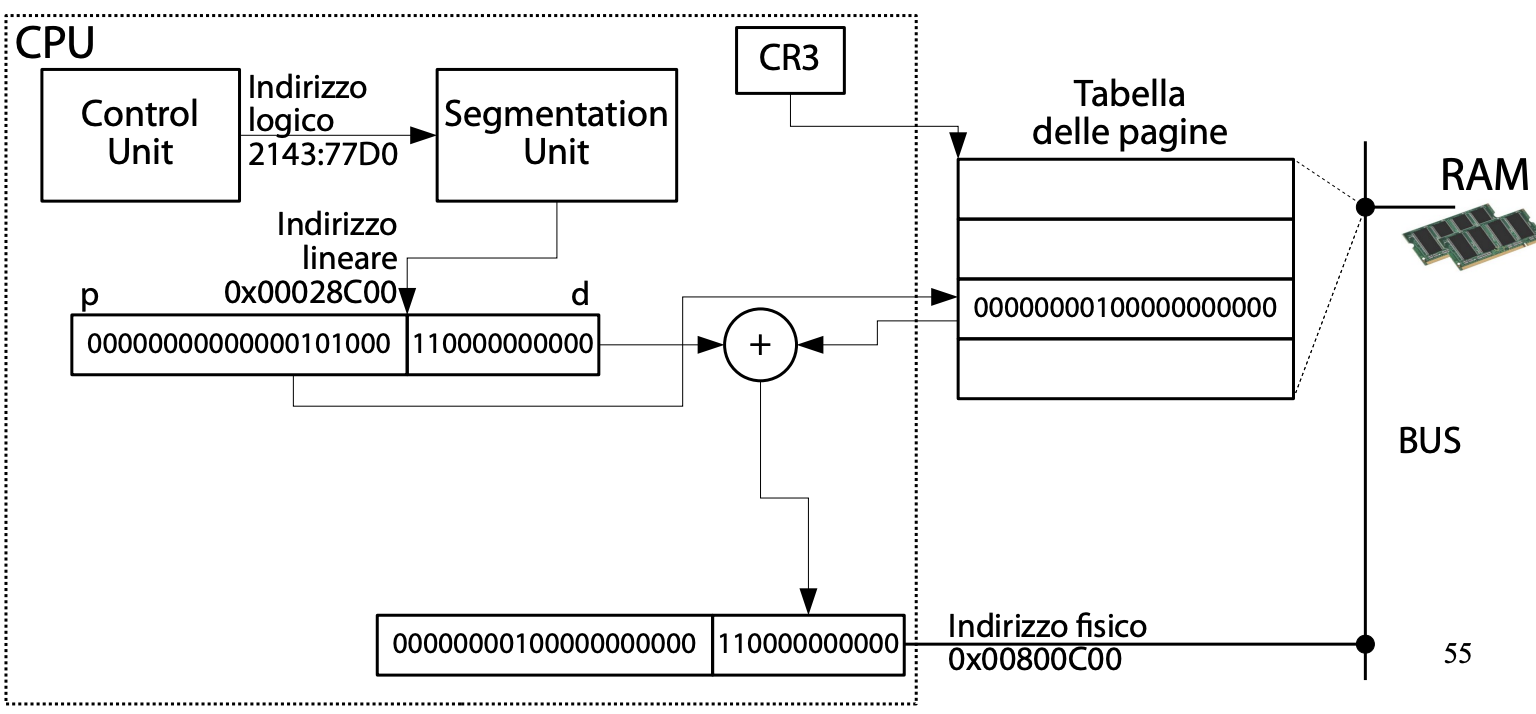 CPU
CR3
Control
Unit
Indirizzo
logico
2143:77D0
Segmentation
Unit
Tabella
delle pagine
RAM
Indirizzo
lineare
0x00028C00
p
d
00000000000000101000
110000000000
+
00000000100000000000
BUS
00000000100000000000
110000000000
Indirizzo fisico
0x00800C00
55